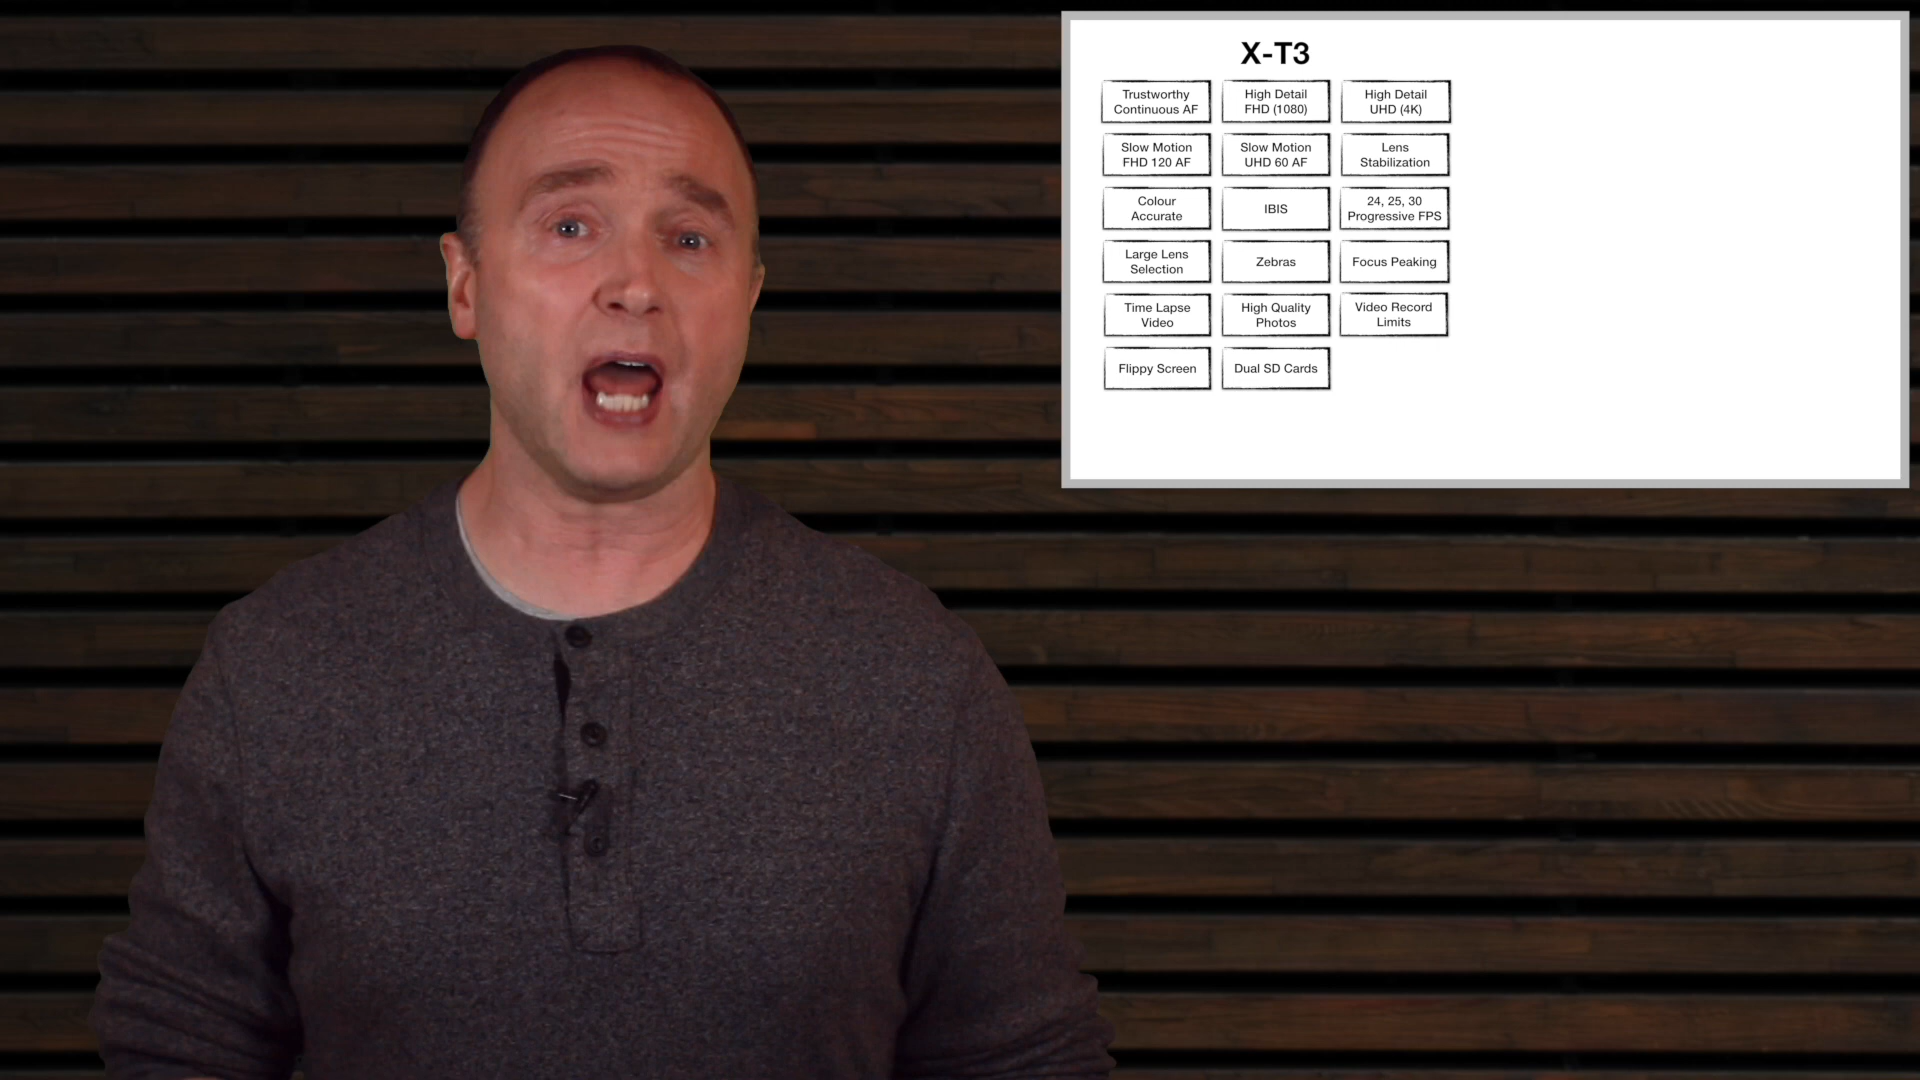 X-T3
Trustworthy
Continuous AF
High Detail
FHD (1080)
High Detail
UHD (4K)
Slow Motion
FHD 120 AF
Slow Motion
UHD 60 AF
Lens
Stabilization
Colour
Accurate
IBIS
24, 25, 30
Progressive FPS
Large Lens
Selection
Zebras
Focus Peaking
Time Lapse
Video
High Quality
Photos
Video Record
Limits
Flippy Screen
Dual SD Cards